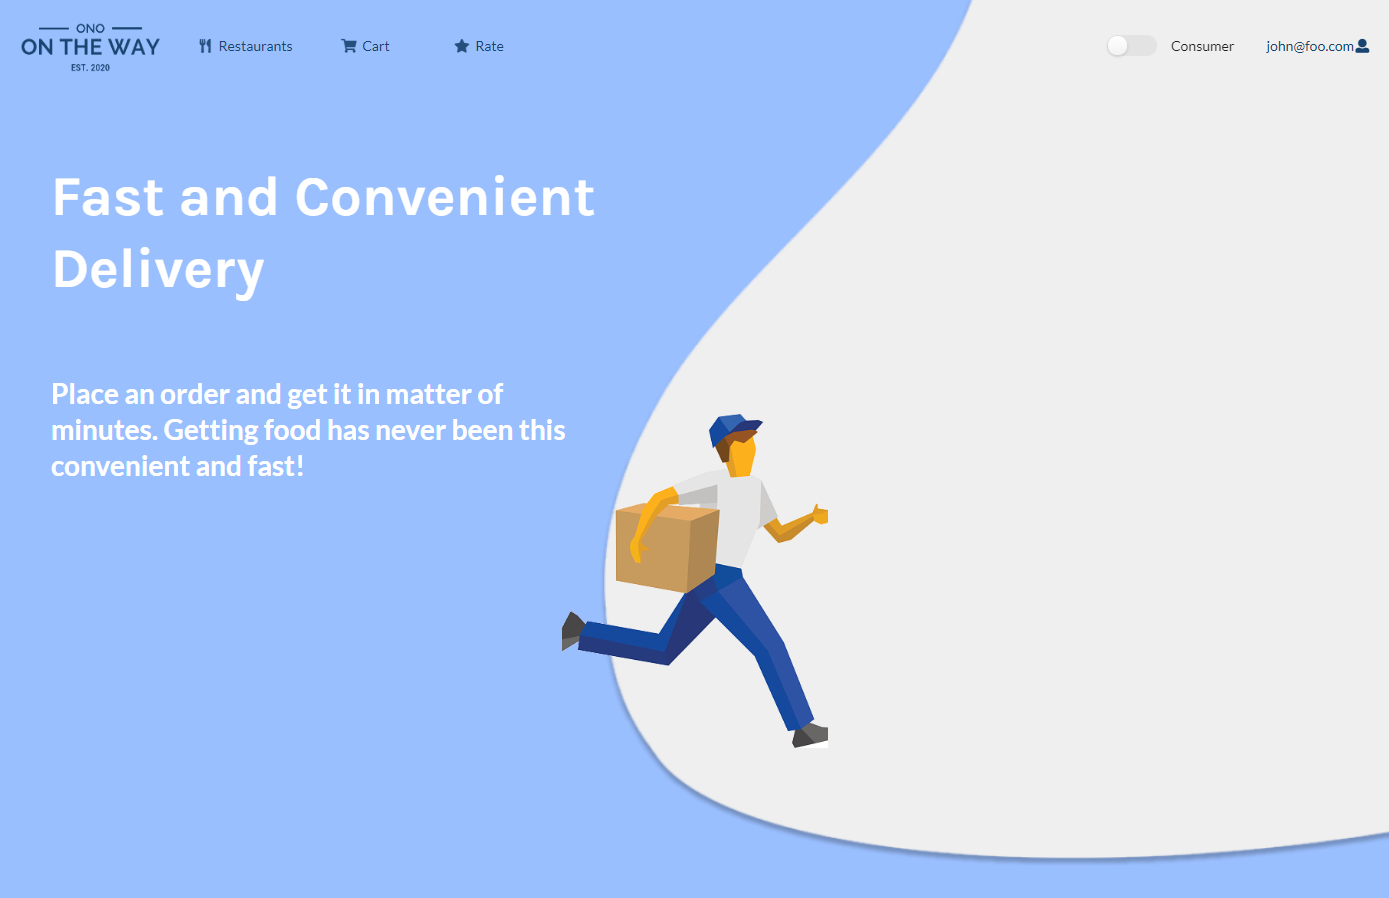 ONO
ON THE WAY
EST. 2020
Restaurants
Cart
Rate
Consumer
john@foo.com
Fast and Convenient
Delivery
Place an order and get it in matter of
minutes. Getting food has never been this
convenient and fast!